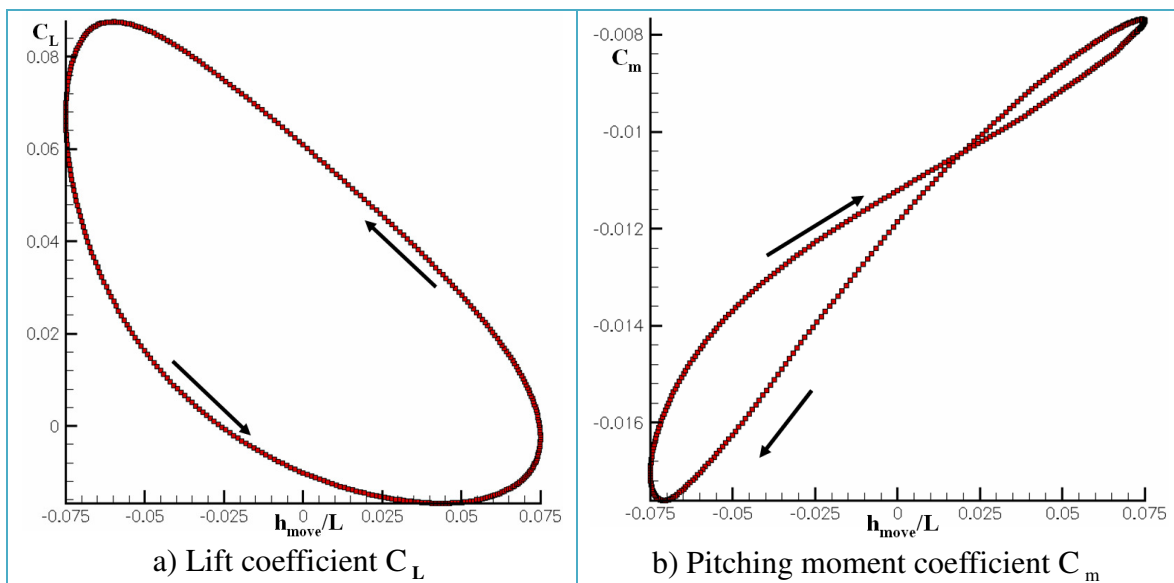 C_L
0.08
0.06
0.04
0.02
0
-0.075 -0.05 -0.025 0 0.025 0.05 0.075
h_move/L
a) Lift coefficient C_L
-0.008
C_m
-0.01
-0.012
-0.014
-0.016
-0.075 -0.05 -0.025 0 0.025 0.05 0.075
h_move/L
b) Pitching moment coefficient C_m